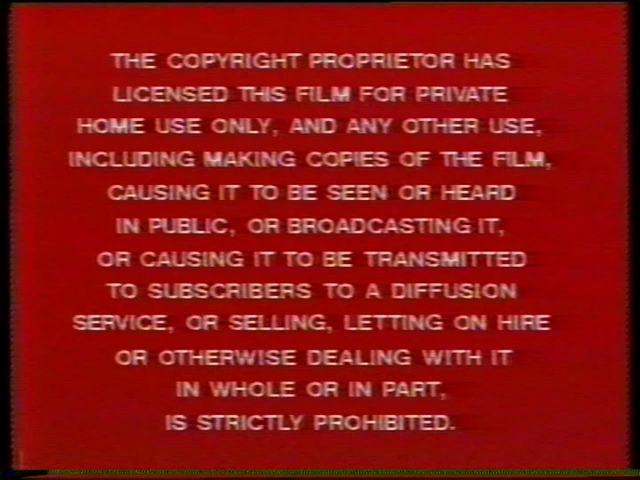 THE COPYRIGHT PROPRIETOR HAS
LICENSED THIS FILM FOR PRIVATE
HOME USE ONLY, AND ANY OTHER USE,
INCLUDING MAKING COPIES OF THE FILM,
CAUSING IT TO BE SEEN OR HEARD
IN PUBLIC, OR BROADCASTING IT,
OR CAUSING IT TO BE TRANSMITTED
TO SUBSCRIBERS TO A DIFFUSION
SERVICE, OR SELLING, LETTING ON HIRE
OR OTHERWISE DEALING WITH IT
IN WHOLE OR IN PART,
IS STRICTLY PROHIBITED.